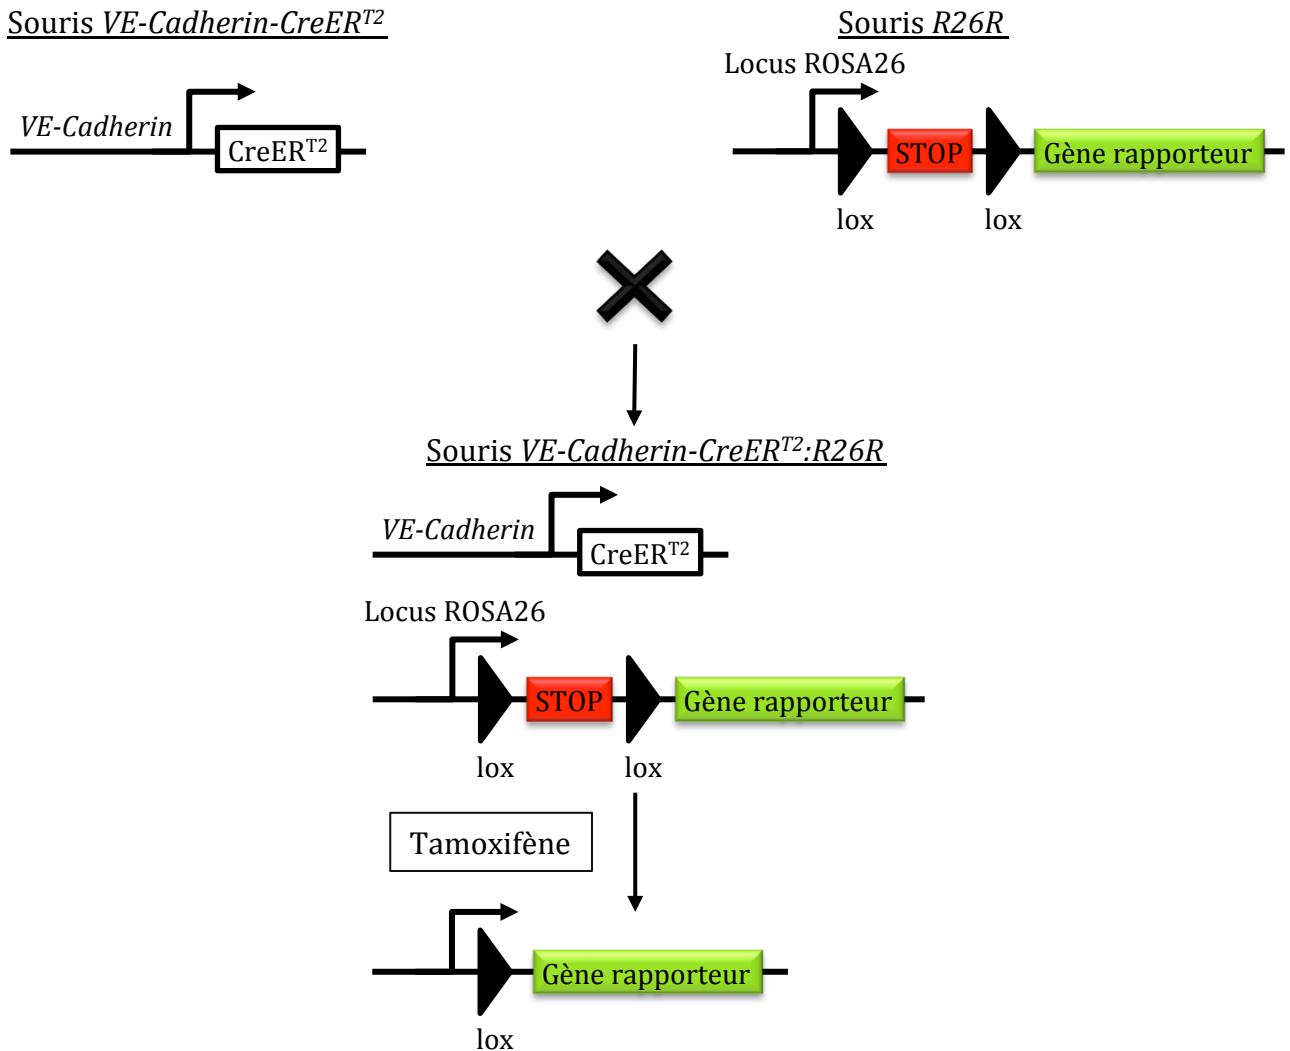 Souris VE-Cadherin-CreERT2
Souris R26R
Locus ROSA26
VE-Cadherin
CreERT2
STOP
Gène rapporteur
lox
lox
Souris VE-Cadherin-CreERT2:R26R
VE-Cadherin
CreERT2
Locus ROSA26
STOP
Gène rapporteur
lox
lox
Tamoxifène
Gène rapporteur
lox